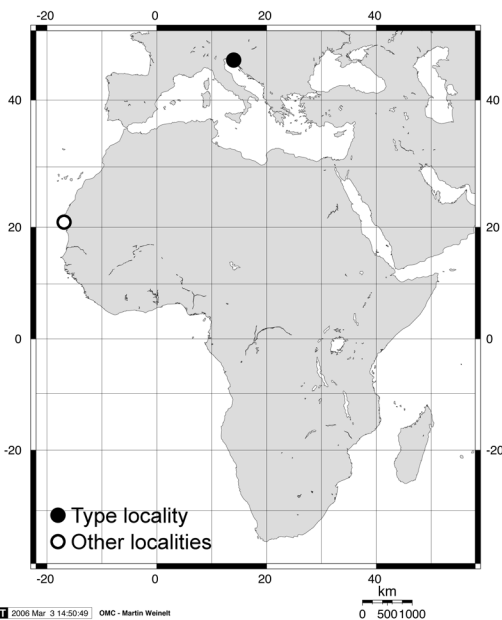 -20 0 20 40
40 40
20 20
0 0
-20 -20
Type locality
Other localities
-20 0 20 40
km
0 500 1000
T 2006 Mar 3 14:50:49 OMC - Martin Weinelt